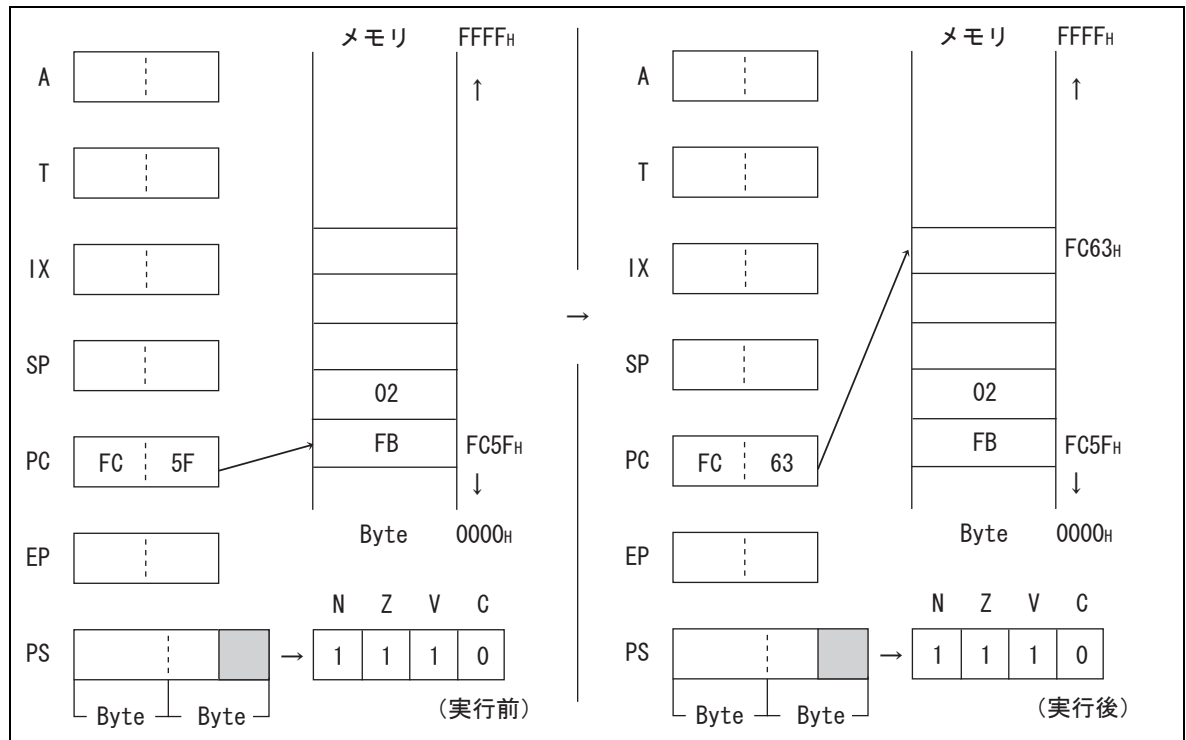 メモリ FFFFH
A
↑
T
IX
SP
02
PC FC 5F FB FC5FH
↓
Byte 0000H
EP
N Z V C
PS → 1 1 1 0
Byte Byte (実行前)
→
メモリ FFFFH
A
↑
T
IX FC63H
SP
02
PC FC 63 FB FC5FH
↓
Byte 0000H
EP
N Z V C
PS → 1 1 1 0
Byte Byte (実行後)